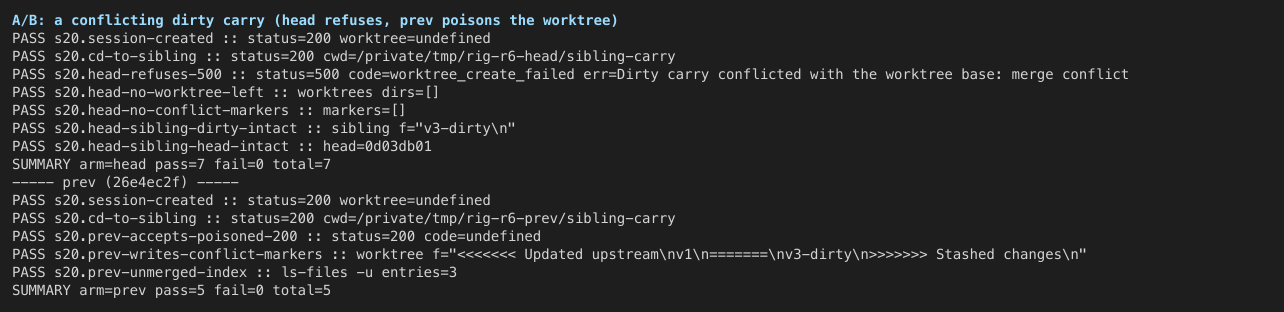 A/B: a conflicting dirty carry (head refuses, prev poisons the worktree)
PASS s20.session-created :: status=200 worktree=undefined
PASS s20.cd-to-sibling :: status=200 cwd=/private/tmp/rig-r6-head/sibling-carry
PASS s20.head-refuses-500 :: status=500 code=worktree_create_failed err=Dirty carry conflicted with the worktree base: merge conflict
PASS s20.head-no-worktree-left :: worktrees dirs=[]
PASS s20.head-no-conflict-markers :: markers=[]
PASS s20.head-sibling-dirty-intact :: sibling f="v3-dirty\n"
PASS s20.head-sibling-head-intact :: head=0d03db01
SUMMARY arm=head pass=7 fail=0 total=7
----- prev (26e4ec2f) -----
PASS s20.session-created :: status=200 worktree=undefined
PASS s20.cd-to-sibling :: status=200 cwd=/private/tmp/rig-r6-prev/sibling-carry
PASS s20.prev-accepts-poisoned-200 :: status=200 code=undefined
PASS s20.prev-writes-conflict-markers :: worktree f="<<<<<<< Updated upstream\nv1\n=======\nv3-dirty\n>>>>>>> Stashed changes\n"
PASS s20.prev-unmerged-index :: ls-files -u entries=3
SUMMARY arm=prev pass=5 fail=0 total=5